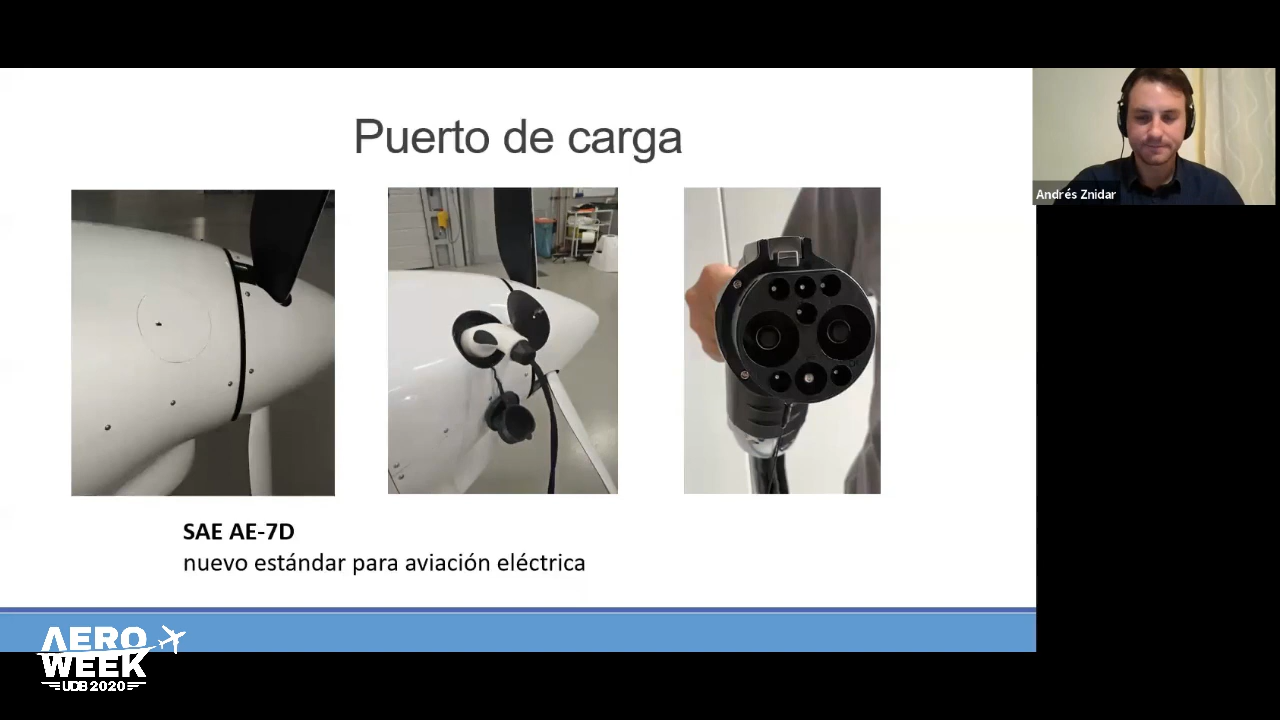 Puerto de carga
Andrés Znidar
SAE AE-7D
nuevo estándar para aviación eléctrica
AERO
WEEK
UDB 2020